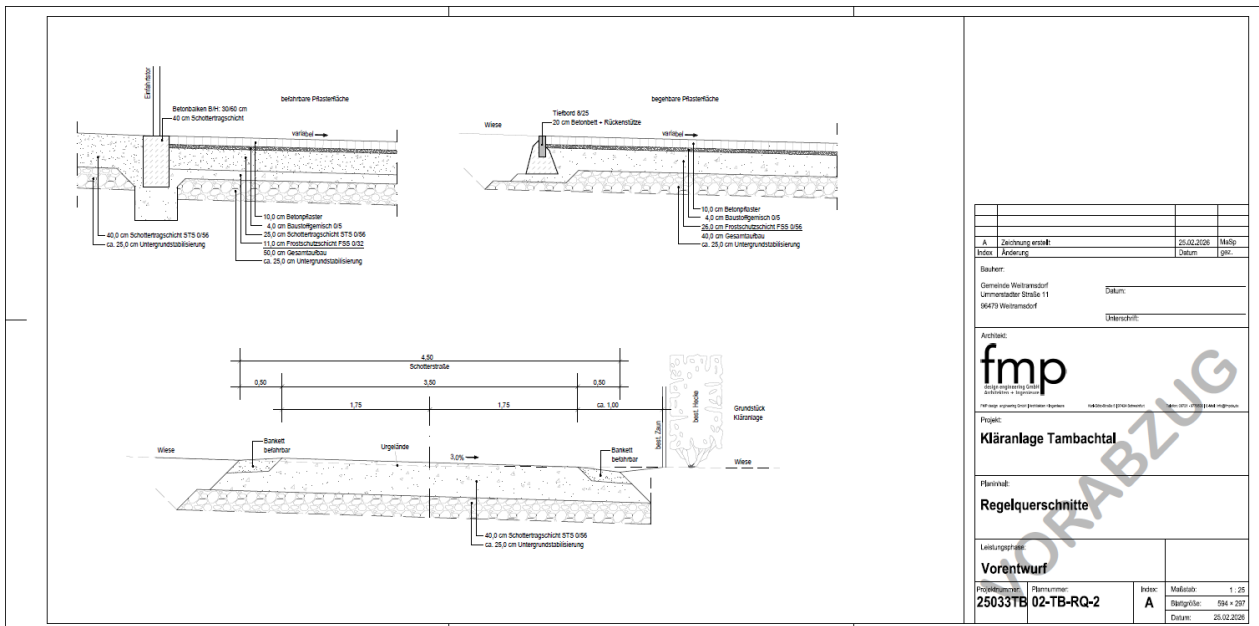 Einfahrtstor
Betonbalken B/H: 30/60 cm
40 cm Schottertragschicht
befahrbare Pflasterfläche
variabel
40,0 cm Schottertragschicht STS 0/56
ca. 25,0 cm Untergrundstabilisierung
10,0 cm Betonpflaster
4,0 cm Baustoffgemisch 0/5
25,0 cm Schottertragschicht STS 0/56
11,0 cm Frostschutzschicht FSS 0/32
50,0 cm Gesamtaufbau
ca. 25,0 cm Untergrundstabilisierung
begehbare Pflasterfläche
Wiese
Tiefbord 8/25
20 cm Betonbett + Rückenstütze
variabel
10,0 cm Betonpflaster
4,0 cm Baustoffgemisch 0/5
26,0 cm Frostschutzschicht FSS 0/56
40,0 cm Gesamtaufbau
ca. 25,0 cm Untergrundstabilisierung
4,50
Schotterstraße
0,50
3,50
0,50
1,75
1,75
ca. 1,00
best. Zaun
best. Hecke
Grundstück
Kläranlage
Wiese
Bankett
befahrbar
Urgelände
3,0%
Bankett
befahrbar
Wiese
40,0 cm Schottertragschicht STS 0/56
ca. 25,0 cm Untergrundstabilisierung
A Zeichnung erstellt 25.02.2026 MaSp
Index Änderung Datum gez.
Bauherr:
Gemeinde Weitramsdorf
Ummerstadter Straße 11
96479 Weitramsdorf
Datum:
Unterschrift:
Architekt:
fmp
design engineering GmbH
Architekten + Ingenieure
Projekt:
Kläranlage Tambachtal
Planinhalt:
Regelquerschnitte
Leistungsphase:
Vorentwurf
Projektnummer: Plannummer: Index: Maßstab: 1 : 25
25033TB 02-TB-RQ-2 A Blattgröße: 594 × 297
Datum: 25.02.2026
VORABZUG